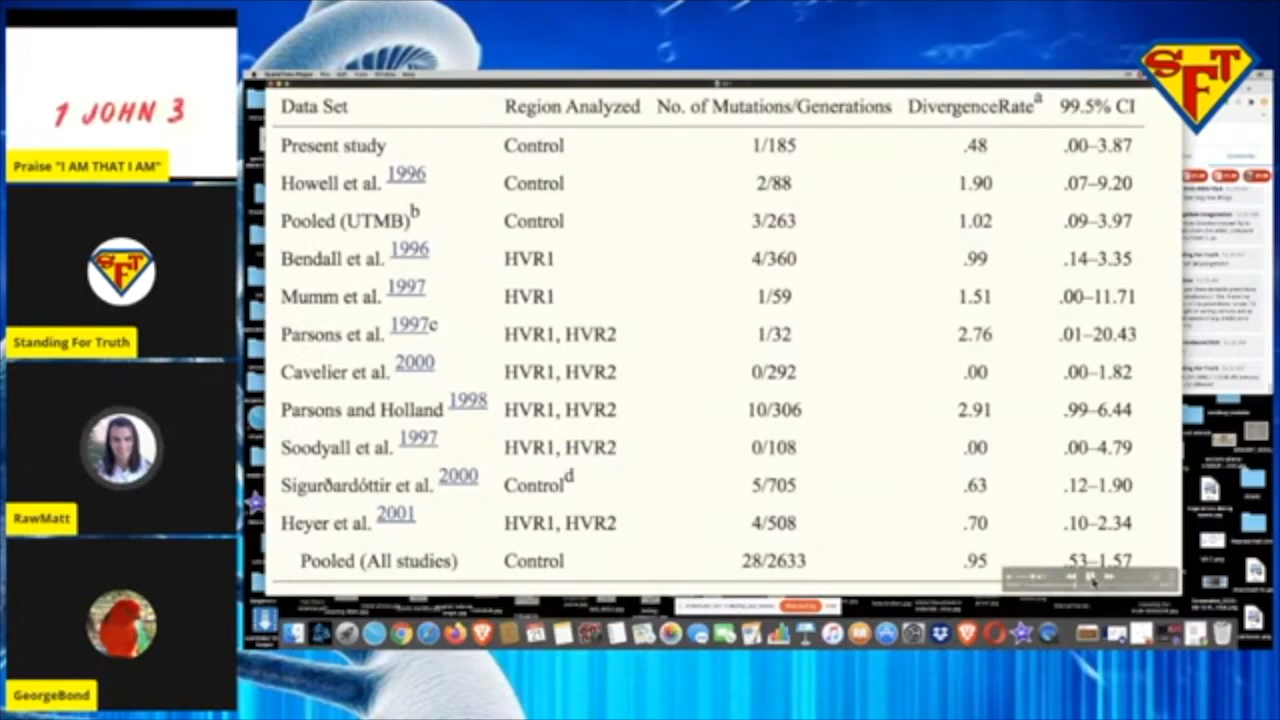 1 JOHN 3
Praise "I AM THAT I AM"
Standing For Truth
RawMatt
GeorgeBond
SFT
SFT
Data Set Region Analyzed No. of Mutations/Generations DivergenceRate^a 99.5% CI
Present study Control 1/185 .48 .00–3.87
Howell et al. 1996 Control 2/88 1.90 .07–9.20
Pooled (UTMB)^b Control 3/263 1.02 .09–3.97
Bendall et al. 1996 HVR1 4/360 .99 .14–3.35
Mumm et al. 1997 HVR1 1/59 1.51 .00–11.71
Parsons et al. 1997c HVR1, HVR2 1/32 2.76 .01–20.43
Cavelier et al. 2000 HVR1, HVR2 0/292 .00 .00–1.82
Parsons and Holland 1998 HVR1, HVR2 10/306 2.91 .99–6.44
Soodyall et al. 1997 HVR1, HVR2 0/108 .00 .00–4.79
Sigurðardóttir et al. 2000 Control^d 5/705 .63 .12–1.90
Heyer et al. 2001 HVR1, HVR2 4/508 .70 .10–2.34
Pooled (All studies) Control 28/2633 .95 .53–1.57